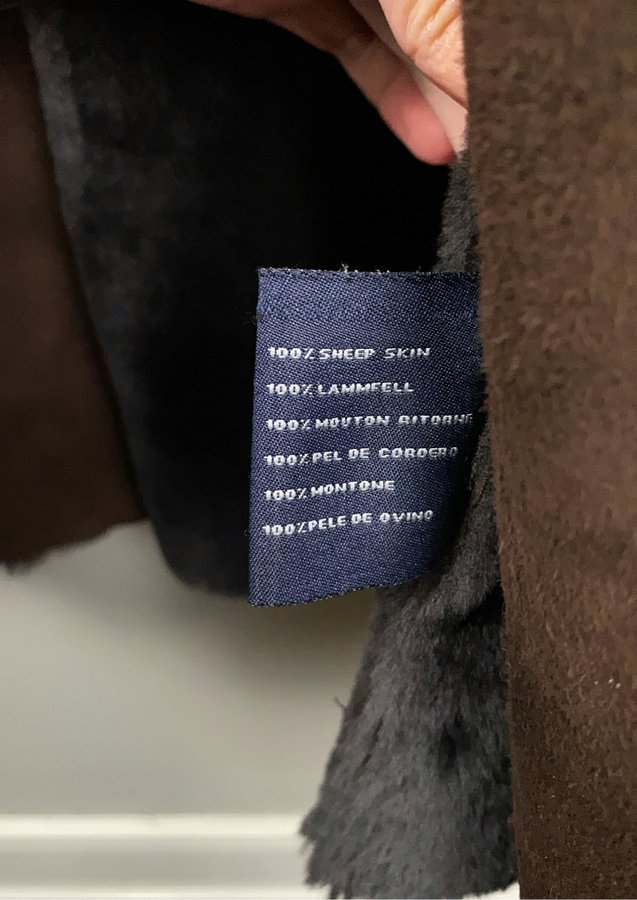 100% SHEEP SKIN
100% LAMMFELL
100% MOUTON RITORNE
100% PEL DE CORDERO
100% MONTONE
100% PELE DE OVINO